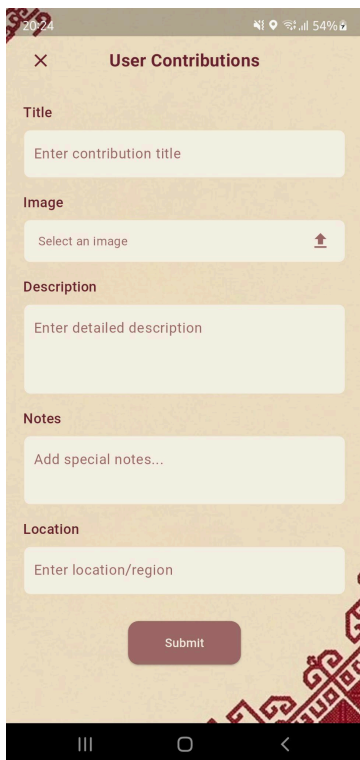 20:24
54%
User Contributions
Title
Enter contribution title
Image
Select an image
Description
Enter detailed description
Notes
Add special notes...
Location
Enter location/region
Submit